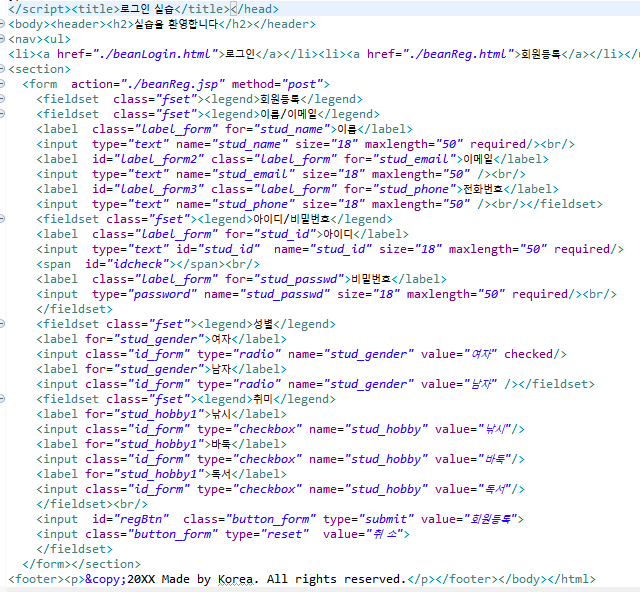 </script><title>로그인 실습</title></head>
<body><header><h2>실습을 환영합니다</h2></header>
<nav><ul>
<li><a href="./beanLogin.html">로그인</a></li><li><a href="./beanReg.html">회원등록</a></li></
<section>
<form action="./beanReg.jsp" method="post">
<fieldset class="fset"><legend>회원등록</legend>
<fieldset class="fset"><legend>이름/이메일</legend>
<label class="label_form" for="stud_name">이름</label>
<input type="text" name="stud_name" size="18" maxlength="50" required/><br/>
<label id="label_form2" class="label_form" for="stud_email">이메일</label>
<input type="text" name="stud_email" size="18" maxlength="50" /><br/>
<label id="label_form3" class="label_form" for="stud_phone">전화번호</label>
<input type="text" name="stud_phone" size="18" maxlength="50" /><br/></fieldset>
<fieldset class="fset"><legend>아이디/비밀번호</legend>
<label class="label_form" for="stud_id">아이디</label>
<input type="text" id="stud_id" name="stud_id" size="18" maxlength="50" required/>
<span id="idcheck"></span><br/>
<label class="label_form" for="stud_passwd">비밀번호</label>
<input type="password" name="stud_passwd" size="18" maxlength="50" required/><br/>
</fieldset>
<fieldset class="fset"><legend>성별</legend>
<label for="stud_gender">여자</label>
<input class="id_form" type="radio" name="stud_gender" value="여자" checked/>
<label for="stud_gender">남자</label>
<input class="id_form" type="radio" name="stud_gender" value="남자" /></fieldset>
<fieldset class="fset"><legend>취미</legend>
<label for="stud_hobby1">낚시</label>
<input class="id_form" type="checkbox" name="stud_hobby" value="낚시"/>
<label for="stud_hobby1">바둑</label>
<input class="id_form" type="checkbox" name="stud_hobby" value="바둑"/>
<label for="stud_hobby1">독서</label>
<input class="id_form" type="checkbox" name="stud_hobby" value="독서"/>
</fieldset><br/>
<input id="regBtn" class="button_form" type="submit" value="회원등록">
<input class="button_form" type="reset" value="취 소">
</fieldset>
</form></section>
<footer><p>&copy;20XX Made by Korea. All rights reserved.</p></footer></body></html>